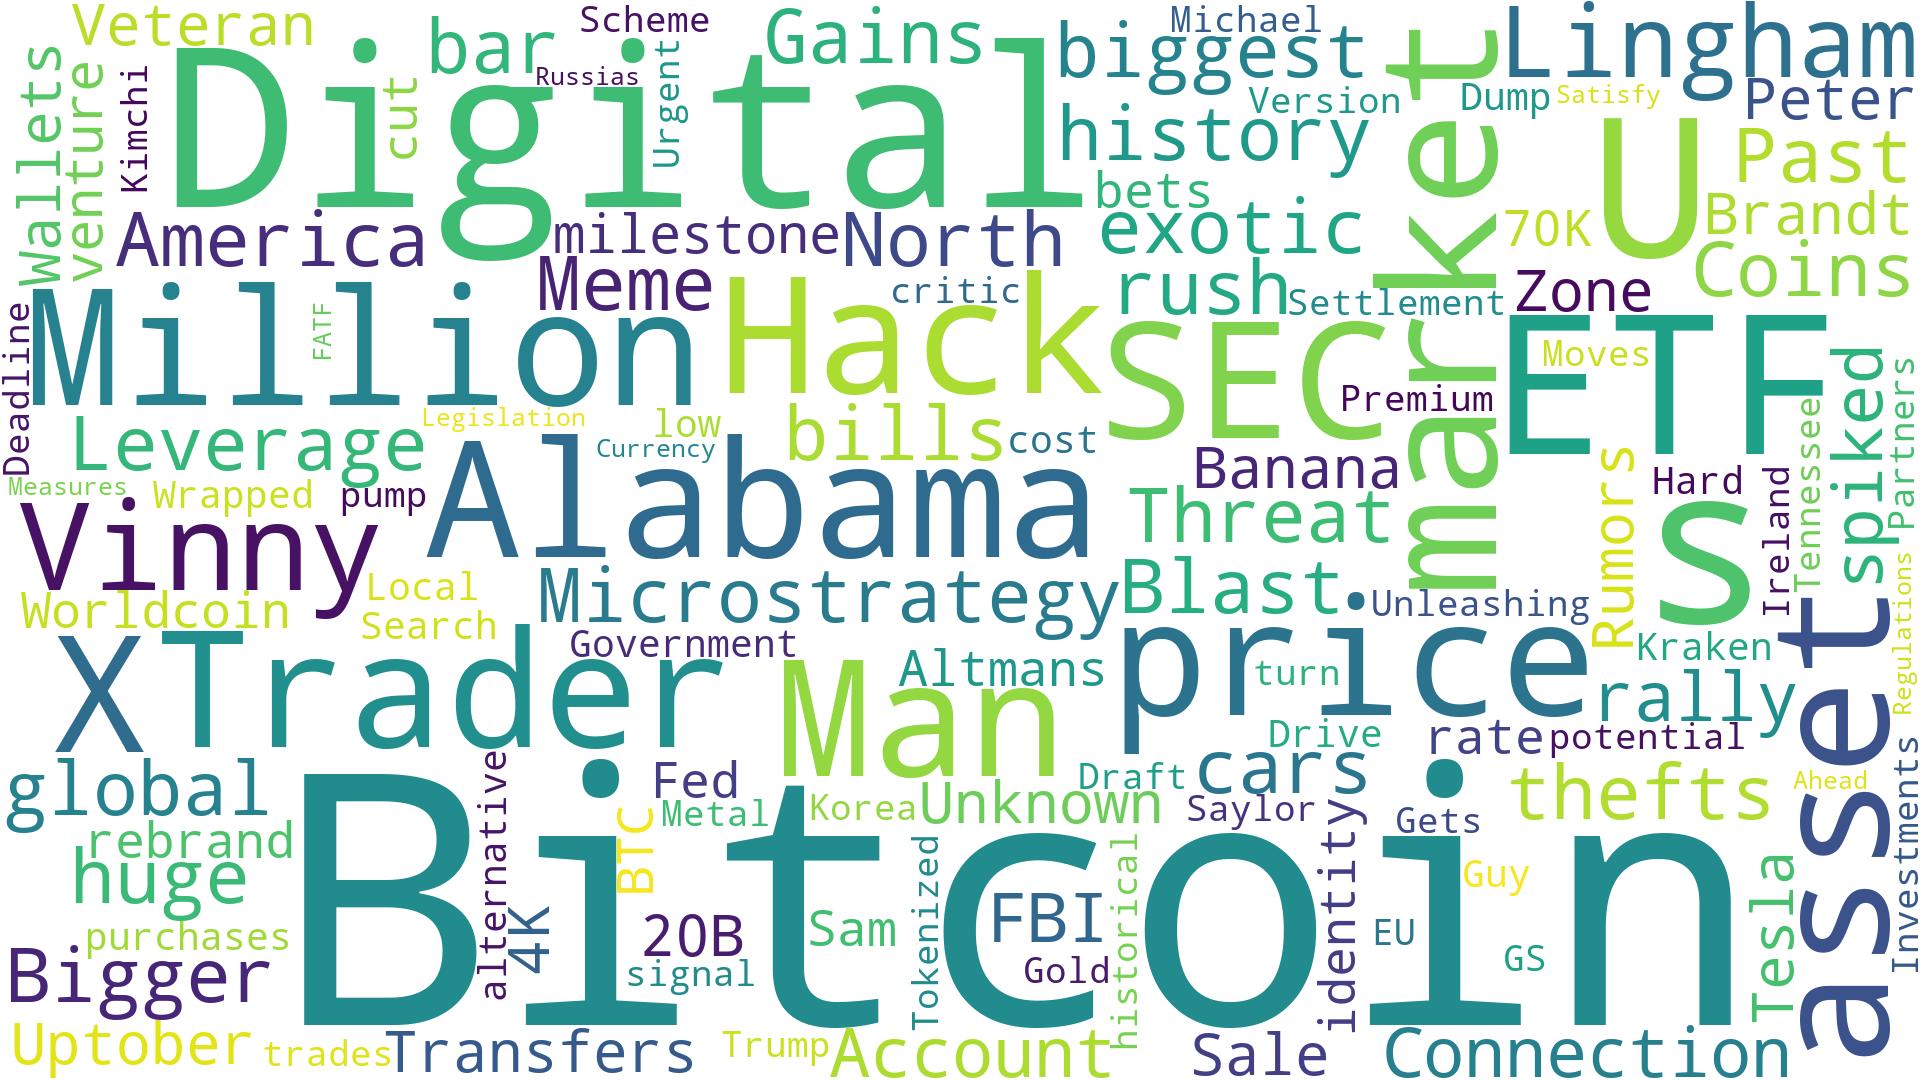 Veteran
bar
Scheme
Gains
biggest
Michael
Lingham
Wallets
venture
Kimchi
Digital
cut
Russias
Urgent
history
Version
Dump
Satisfy
Peter
market
U
Past
bets
Brandt
America
milestone
North
exotic
70K
Coins
Meme
critic
rush
Settlement
Zone
Deadline
Million
FATF
Hack
SEC
ETF
Moves
spiked
Partners
Leverage
Legislation
low
Currency
bills
cost
Premium
Banana
Tennessee
Measures
Wrapped
pump
Alabama
Threat
Rumors
Hard
Ireland
s
Vinny
Local
Microstrategy
Blast
Unleashing
Regulations
Worldcoin
Search
Government
Altmans
price
turn
Kraken
asset
X
Trader
Man
Drive
rally
rate
potential
global
alternative
Fed
Metal
Korea
Unknown
Draft
cars
Saylor
identity
Gets
thefts
Ahead
Investments
rebrand
huge
BTC
Bitcoin
Guy
Tesla
purchases
4K
20B
signal
Sam
Tokenized
FBI
Gold
historical
EU
GS
Bigger
Uptober
trades
Transfers
Trump
Account
Sale
Connection